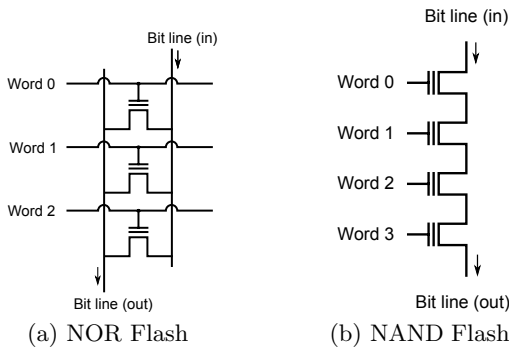 Bit line (in)
Word 0
Word 1
Word 2
Bit line (out)
(a) NOR Flash
Bit line (in)
Word 0
Word 1
Word 2
Word 3
Bit line (out)
(b) NAND Flash